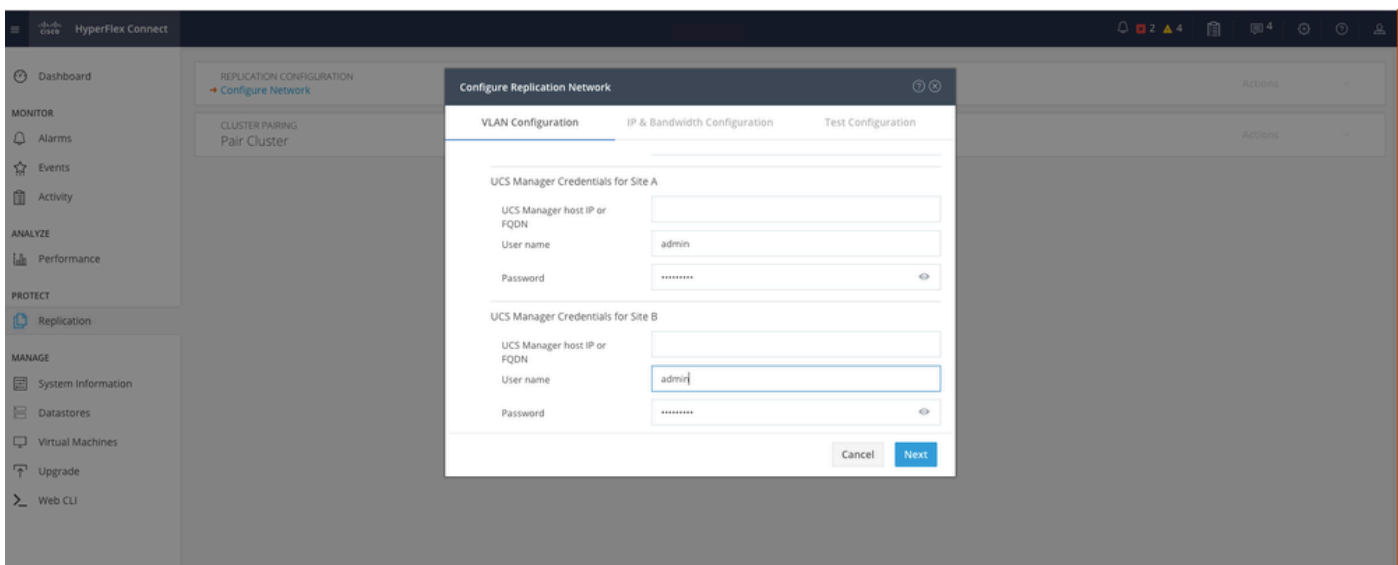 cisco HyperFlex Connect 2 4 4
Dashboard
MONITOR
Alarms
Events
Activity
ANALYZE
Performance
PROTECT
Replication
MANAGE
System Information
Datastores
Virtual Machines
Upgrade
Web CLI
REPLICATION CONFIGURATION
Configure Network
Actions
CLUSTER PAIRING
Pair Cluster
Actions
Configure Replication Network
VLAN Configuration IP & Bandwidth Configuration Test Configuration
UCS Manager Credentials for Site A
UCS Manager host IP or
FQDN
User name admin
Password •••••••••
UCS Manager Credentials for Site B
UCS Manager host IP or
FQDN
User name admin
Password •••••••••
Cancel Next